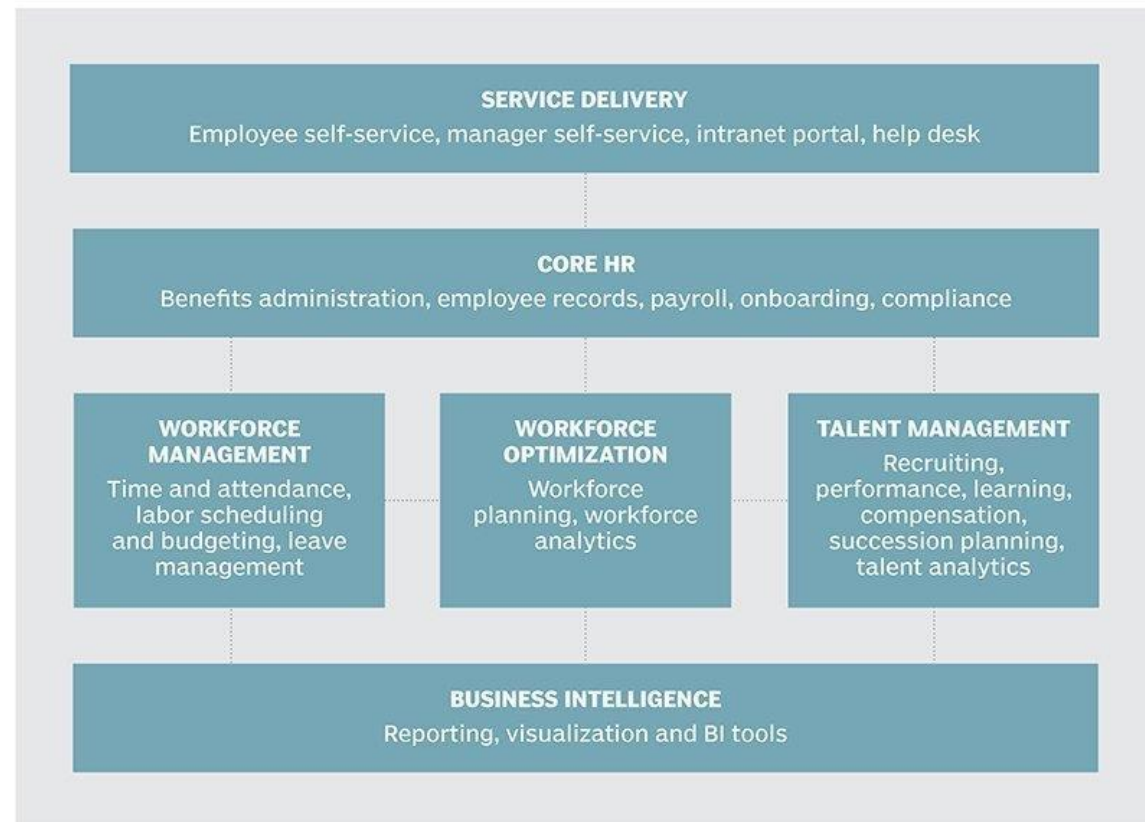 SERVICE DELIVERY
Employee self-service, manager self-service, intranet portal, help desk
CORE HR
Benefits administration, employee records, payroll, onboarding, compliance
WORKFORCE
MANAGEMENT
Time and attendance,
labor scheduling
and budgeting, leave
management
WORKFORCE
OPTIMIZATION
Workforce
planning, workforce
analytics
TALENT MANAGEMENT
Recruiting,
performance, learning,
compensation,
succession planning,
talent analytics
BUSINESS INTELLIGENCE
Reporting, visualization and BI tools